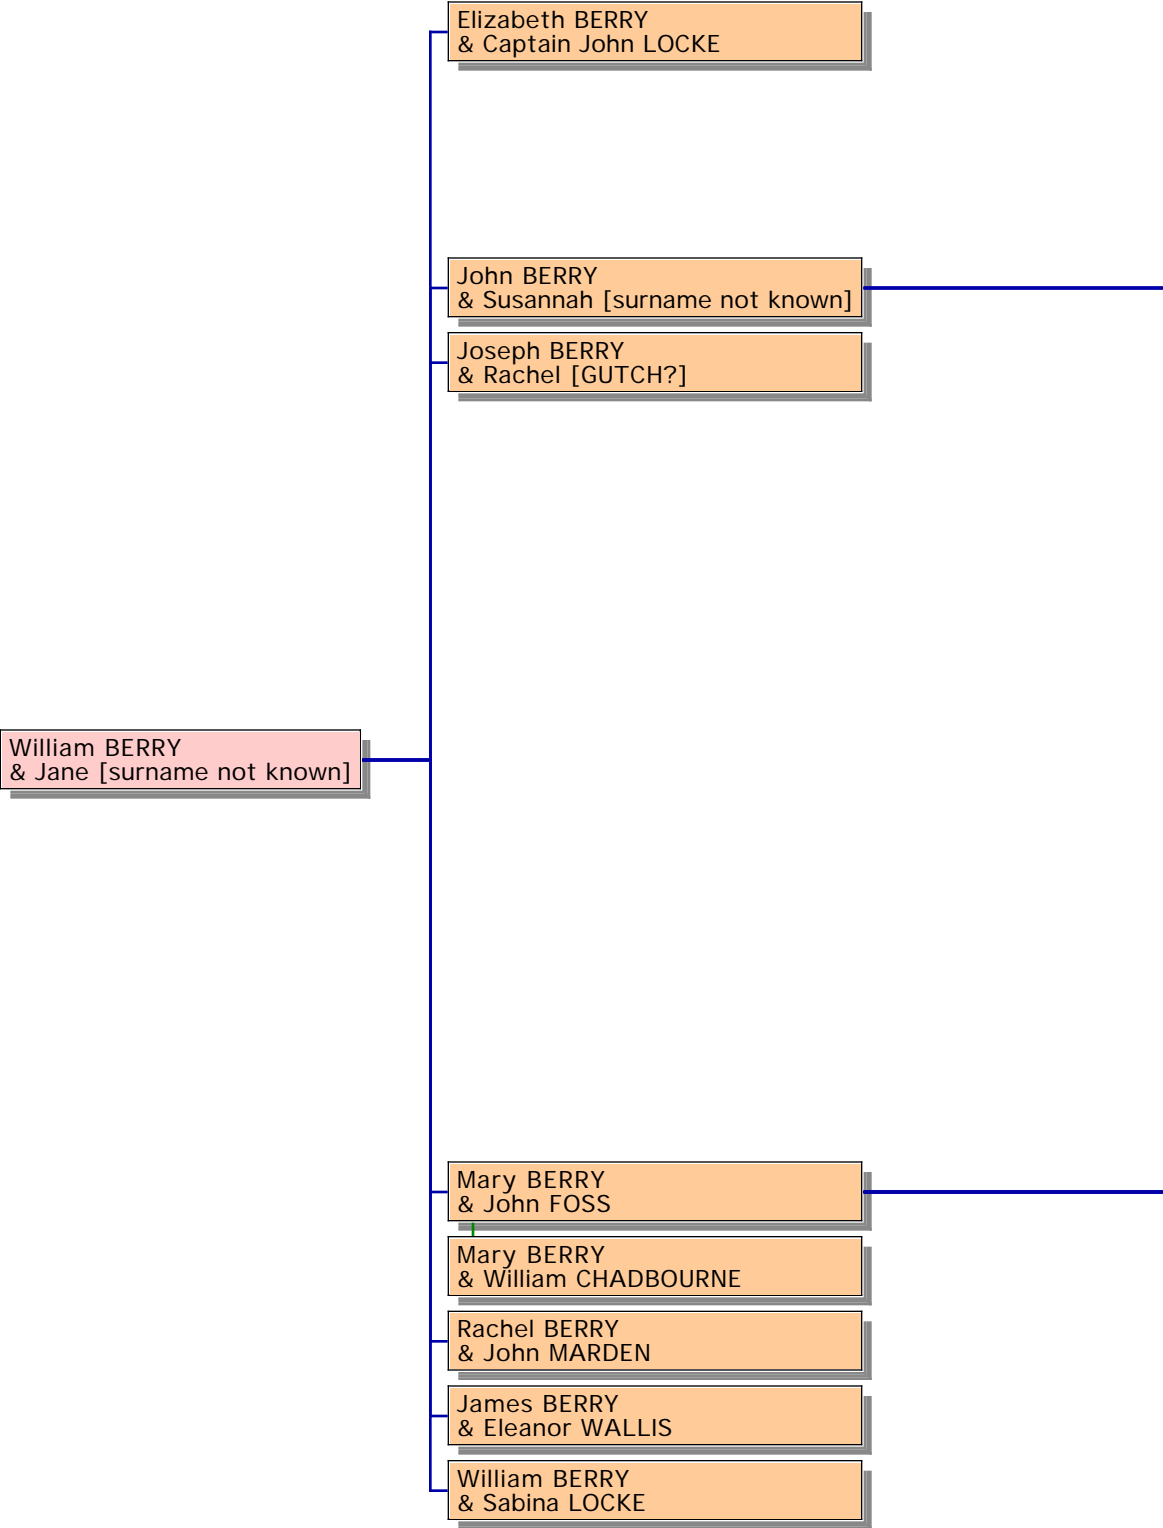 Elizabeth BERRY
& Captain John LOCKE
John BERRY
& Susannah [surname not known]
Joseph BERRY
& Rachel [GUTCH?]
William BERRY
& Jane [surname not known]
Mary BERRY
& John FOSS
Mary BERRY
& William CHADBOURNE
Rachel BERRY
& John MARDEN
James BERRY
& Eleanor WALLIS
William BERRY
& Sabina LOCKE